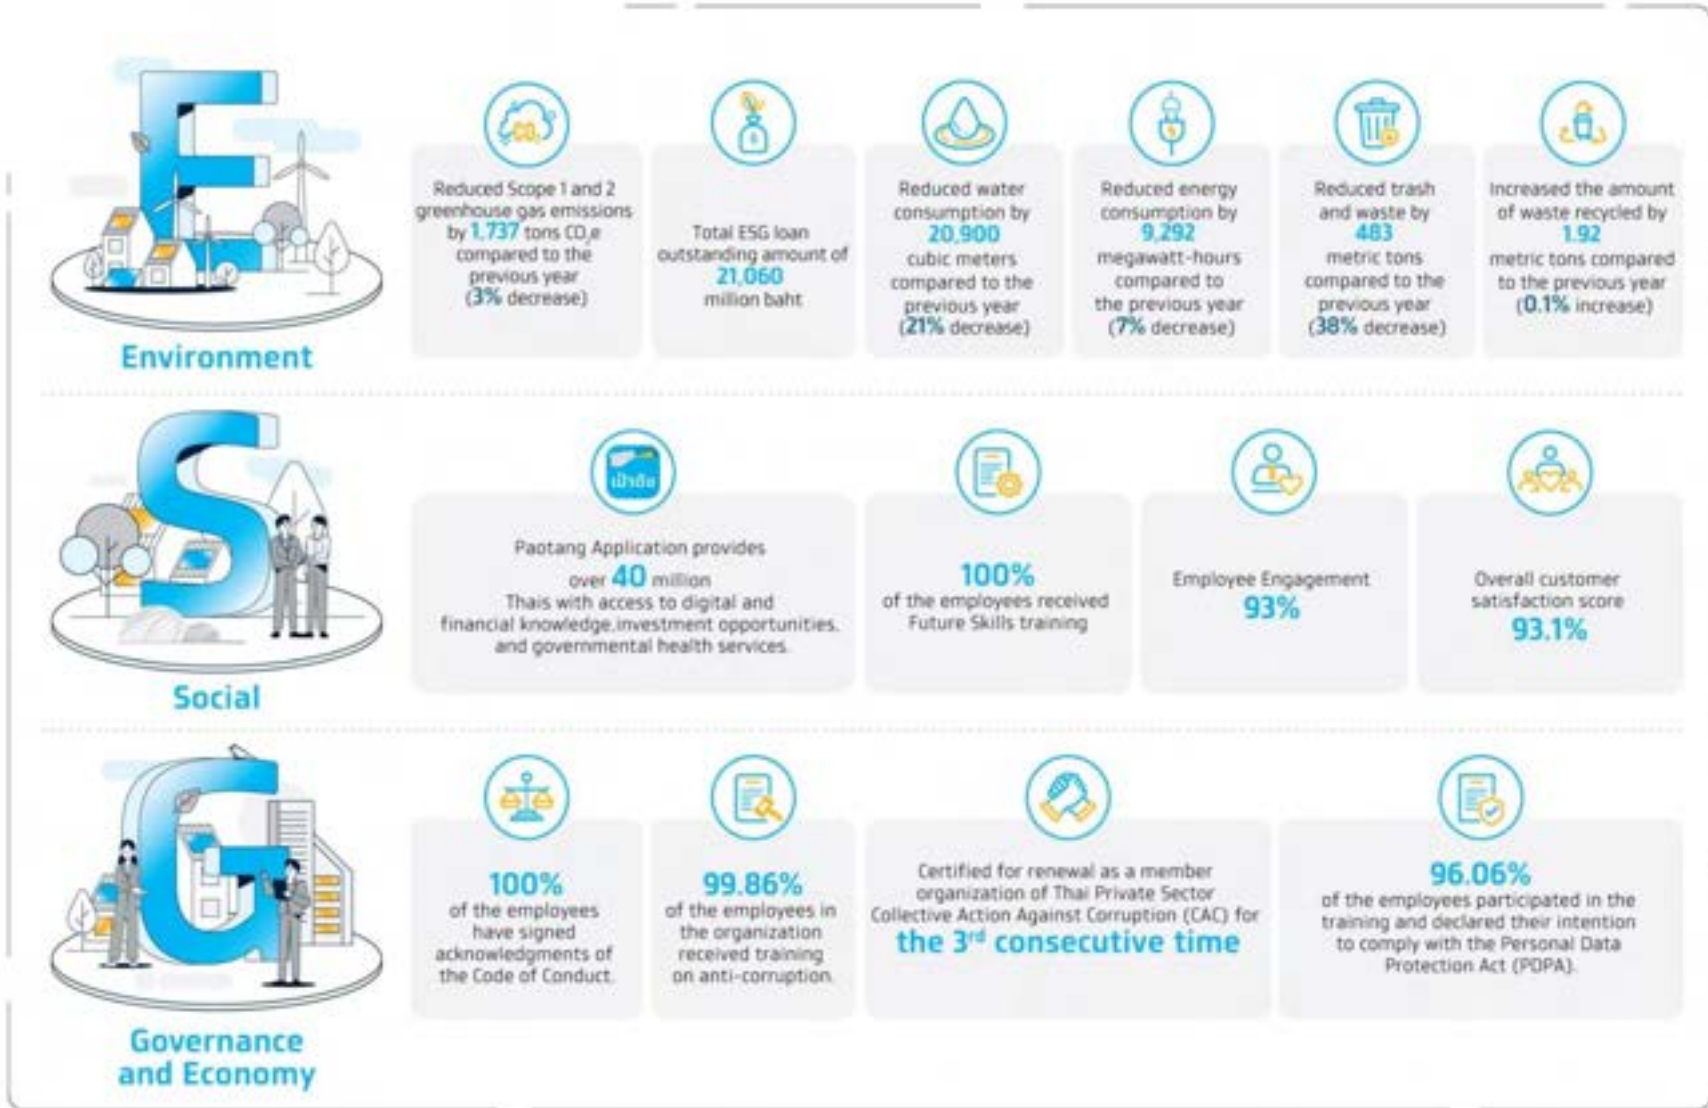 CO₂
Reduced Scope 1 and 2
greenhouse gas emissions
by 1,737 tons CO₂e
compared to the
previous year
(3% decrease)
Total ESG loan
outstanding amount of
21,060
million baht
Reduced water
consumption by
20,900
cubic meters
compared to the
previous year
(21% decrease)
Reduced energy
consumption by
9,292
megawatt-hours
compared to
the previous year
(7% decrease)
Reduced trash
and waste by
483
metric tons
compared to the
previous year
(38% decrease)
Increased the amount
of waste recycled by
1.92
metric tons compared
to the previous year
(0.1% increase)
Environment
เป๋าตัง
Paotang Application provides
over 40 million
Thais with access to digital and
financial knowledge,investment opportunities,
and governmental health services.
100%
of the employees received
Future Skills training
Employee Engagement
93%
Overall customer
satisfaction score
93.1%
Social
100%
of the employees
have signed
acknowledgments of
the Code of Conduct.
99.86%
of the employees in
the organization
received training
on anti-corruption.
Certified for renewal as a member
organization of Thai Private Sector
Collective Action Against Corruption (CAC) for
the 3rd consecutive time
96.06%
of the employees participated in the
training and declared their intention
to comply with the Personal Data
Protection Act (PDPA).
Governance
and Economy